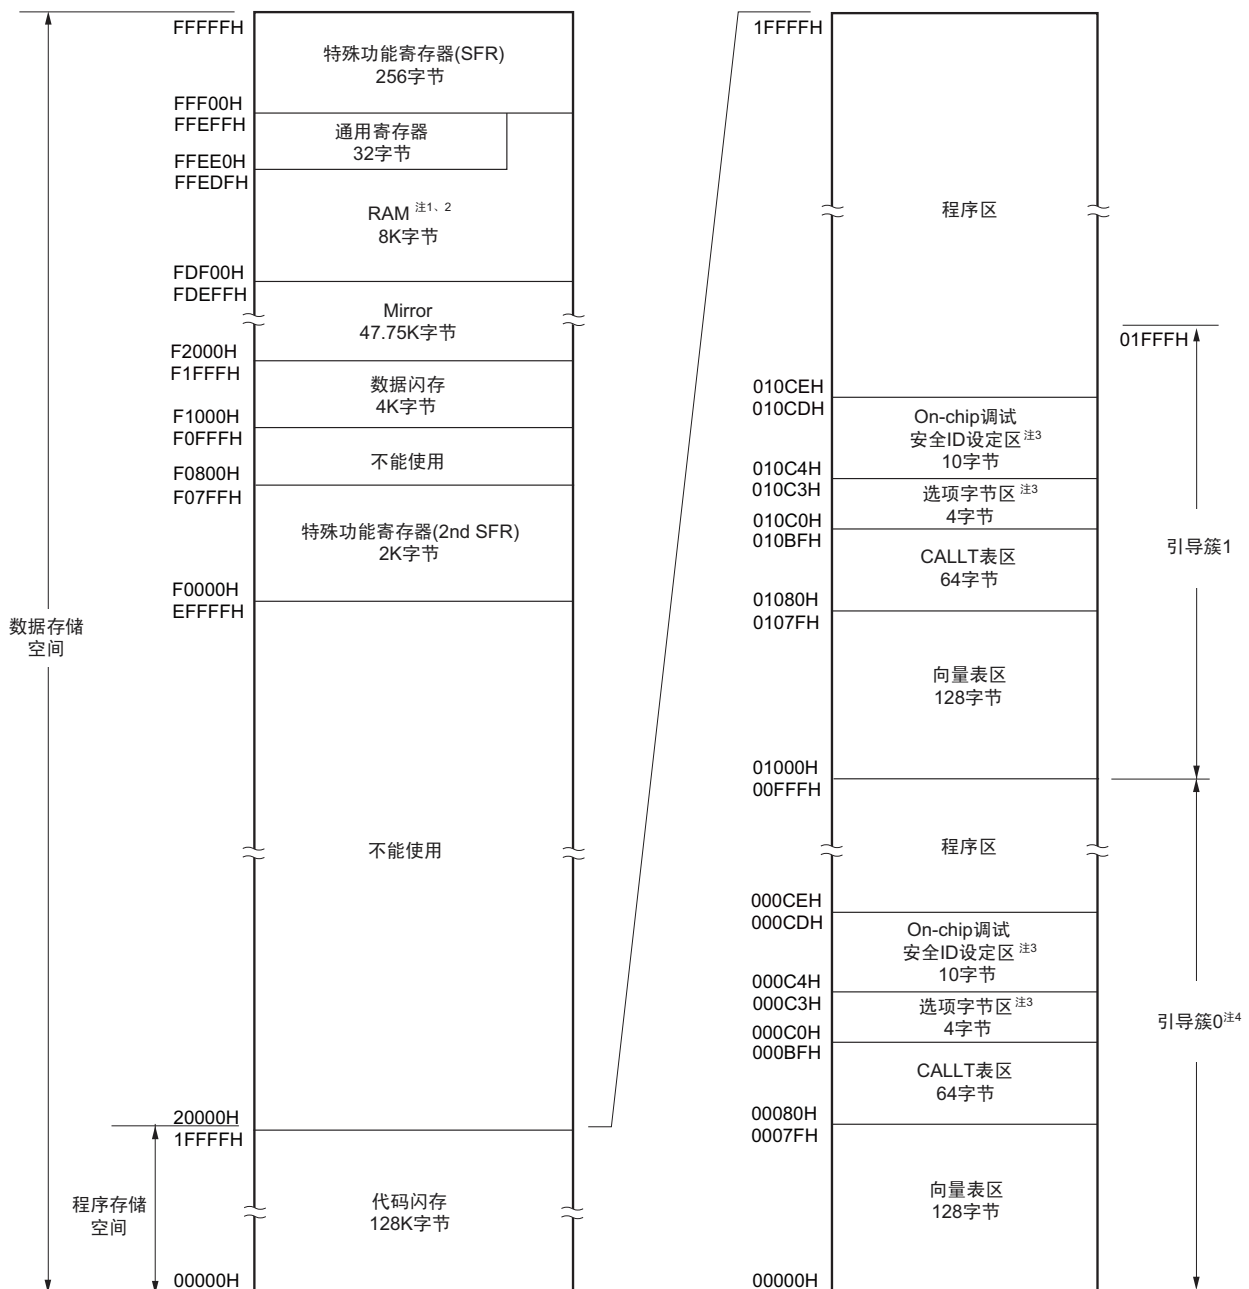 FFFFFH
特殊功能寄存器(SFR)
256字节
FFF00H
FFEFFH
通用寄存器
32字节
FFEE0H
FFEDFH
RAM 注1、2
8K字节
FDF00H
FDEFFH
Mirror
47.75K字节
F2000H
F1FFFH
数据闪存
4K字节
F1000H
F0FFFH
不能使用
F0800H
F07FFH
特殊功能寄存器(2nd SFR)
2K字节
F0000H
EFFFFH
数据存储
空间
不能使用
20000H
1FFFFH
程序存储
空间
代码闪存
128K字节
00000H
1FFFFH
程序区
01FFFH
010CEH
010CDH
On-chip调试
安全ID设定区注3
10字节
010C4H
010C3H
选项字节区注3
4字节
010C0H
010BFH
CALLT表区
64字节
引导簇1
01080H
0107FH
向量表区
128字节
01000H
00FFFH
程序区
000CEH
000CDH
On-chip调试
安全ID设定区注3
10字节
000C4H
000C3H
选项字节区注3
4字节
引导簇0注4
000C0H
000BFH
CALLT表区
64字节
00080H
0007FH
向量表区
128字节
00000H